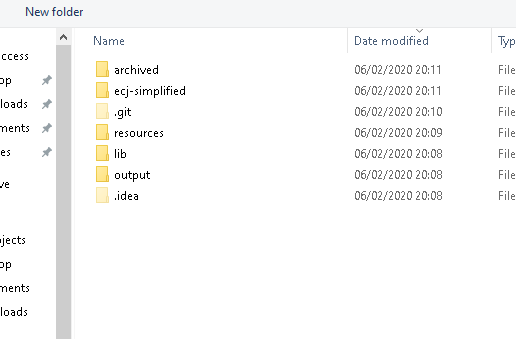 New folder
Name Date modified Typ
archived 06/02/2020 20:11 File
ecj-simplified 06/02/2020 20:11 File
.git 06/02/2020 20:10 File
resources 06/02/2020 20:09 File
lib 06/02/2020 20:08 File
output 06/02/2020 20:08 File
.idea 06/02/2020 20:08 File
uccess
op
loads
ments
es
ve
jects
op
ments
loads